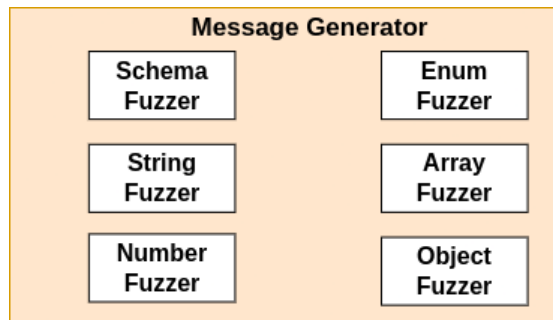 Message Generator
Schema
Fuzzer
Enum
Fuzzer
String
Fuzzer
Array
Fuzzer
Number
Fuzzer
Object
Fuzzer